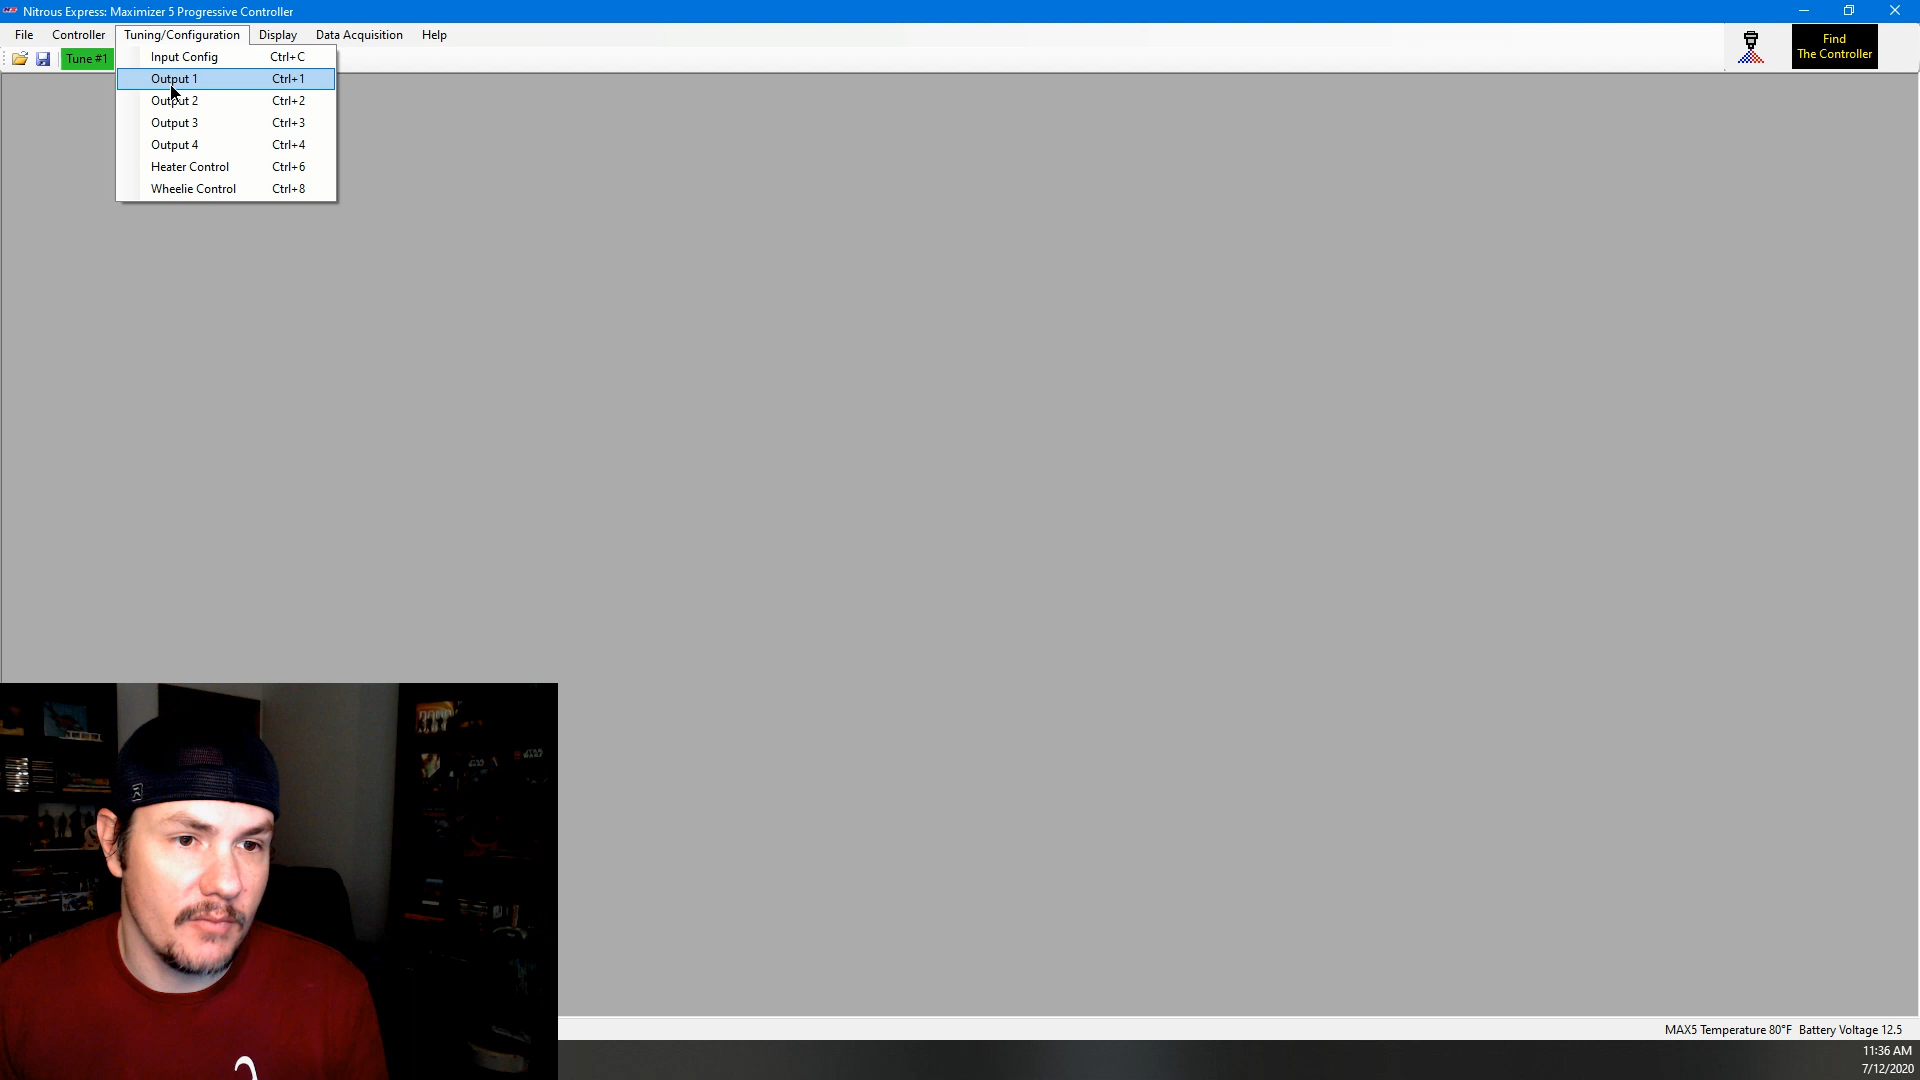 Nitrous Express: Maximizer 5 Progressive Controller
File Controller Tuning/Configuration Display Data Acquisition Help
Find
The Controller
Tune #1
Input Config Ctrl+C
Output 1 Ctrl+1
Output 2 Ctrl+2
Output 3 Ctrl+3
Output 4 Ctrl+4
Heater Control Ctrl+6
Wheelie Control Ctrl+8
MAX5 Temperature 80°F Battery Voltage 12.5
11:36 AM
7/12/2020